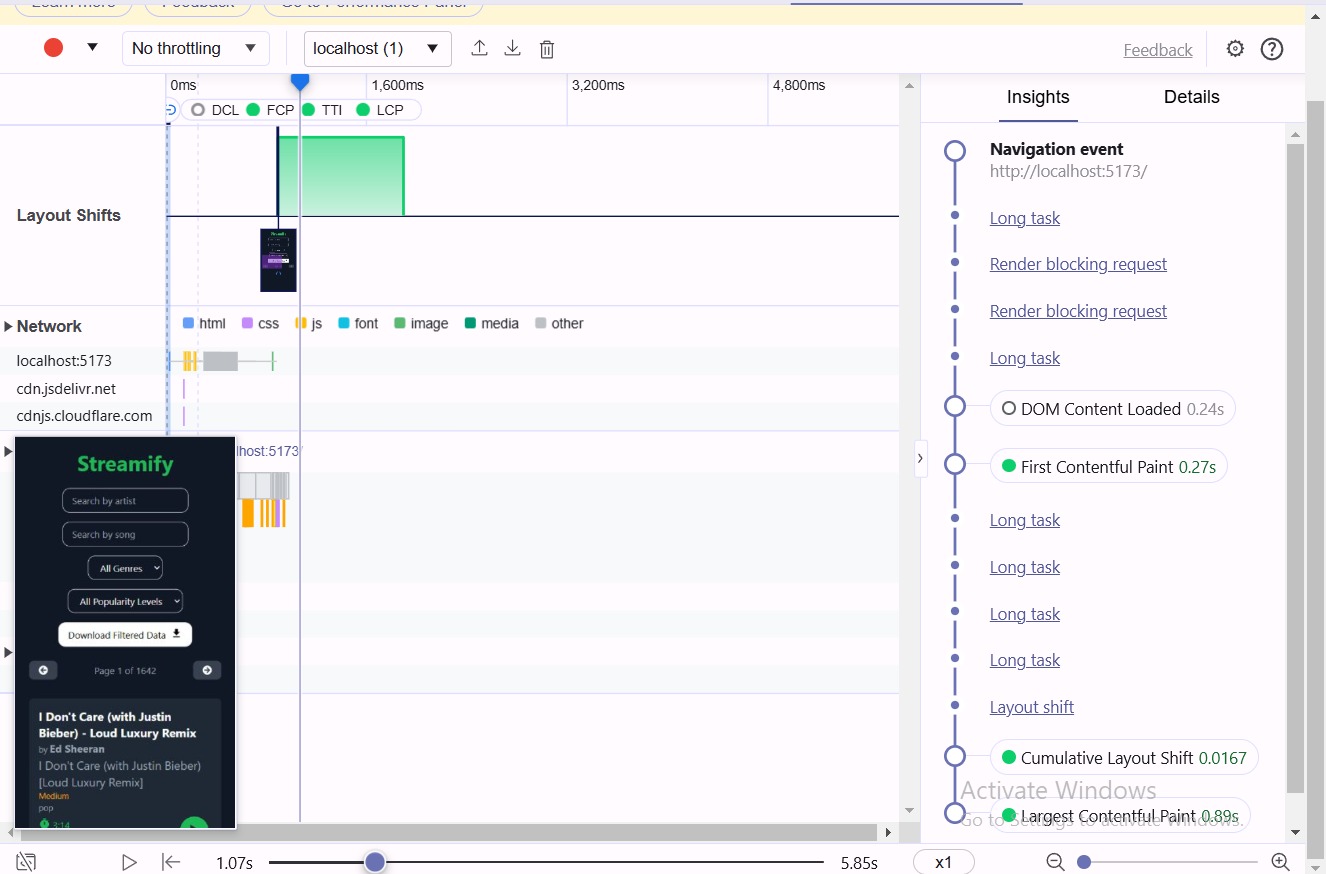 Learn more Feedback Go to Performance Panel
No throttling localhost (1) Feedback
0ms 1,600ms 3,200ms 4,800ms
DCL FCP TTI LCP
Layout Shifts
Streamify
Network html css js font image media other
localhost:5173
cdn.jsdelivr.net
cdnjs.cloudflare.com
lhost:5173/
Streamify
Search by artist
Search by song
All Genres
All Popularity Levels
Download Filtered Data
Page 1 of 1642
I Don't Care (with Justin
Bieber) - Loud Luxury Remix
by Ed Sheeran
I Don't Care (with Justin Bieber)
[Loud Luxury Remix]
Medium
pop
3:14
Insights Details
Navigation event
http://localhost:5173/
Long task
Render blocking request
Render blocking request
Long task
DOM Content Loaded 0.24s
First Contentful Paint 0.27s
Long task
Long task
Long task
Long task
Layout shift
Cumulative Layout Shift 0.0167
Activate Windows
Largest Contentful Paint 0.89s
Go to Settings to activate Windows.
1.07s 5.85s x1